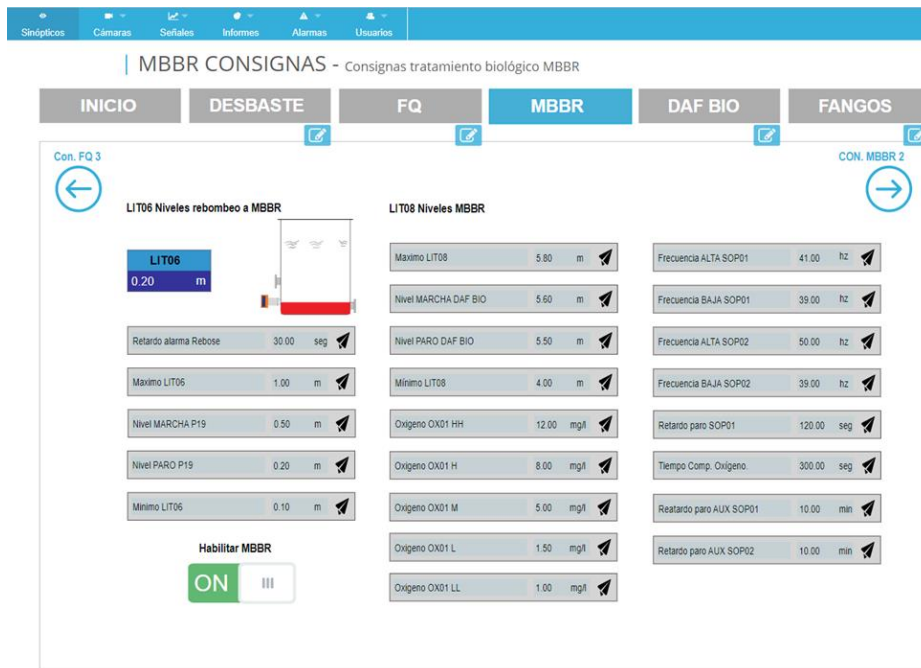 Sinópticos Cámaras Señales Informes Alarmas Usuarios
MBBR CONSIGNAS - Consignas tratamiento biológico MBBR
INICIO DESBASTE FQ MBBR DAF BIO FANGOS
Con. FQ 3
CON. MBBR 2
LIT06 Niveles rebombeo a MBBR
LIT06
0.20 m
Retardo alarma Rebose 30.00 seg
Maximo LIT06 1.00 m
Nivel MARCHA P19 0.50 m
Nivel PARO P19 0.20 m
Minimo LIT06 0.10 m
Habilitar MBBR
ON
LIT08 Niveles MBBR
Maximo LIT08 5.80 m
Nivel MARCHA DAF BIO 5.60 m
Nivel PARO DAF BIO 5.50 m
Mínimo LIT08 4.00 m
Oxigeno OX01 HH 12.00 mg/l
Oxigeno OX01 H 8.00 mg/l
Oxigeno OX01 M 5.00 mg/l
Oxigeno OX01 L 1.50 mg/l
Oxigeno OX01 LL 1.00 mg/l
Frecuencia ALTA SOP01 41.00 hz
Frecuencia BAJA SOP01 39.00 hz
Frecuencia ALTA SOP02 50.00 hz
Frecuencia BAJA SOP02 39.00 hz
Retardo paro SOP01 120.00 seg
Tiempo Comp. Oxígeno. 300.00 seg
Reatardo paro AUX SOP01 10.00 min
Retardo paro AUX SOP02 10.00 min